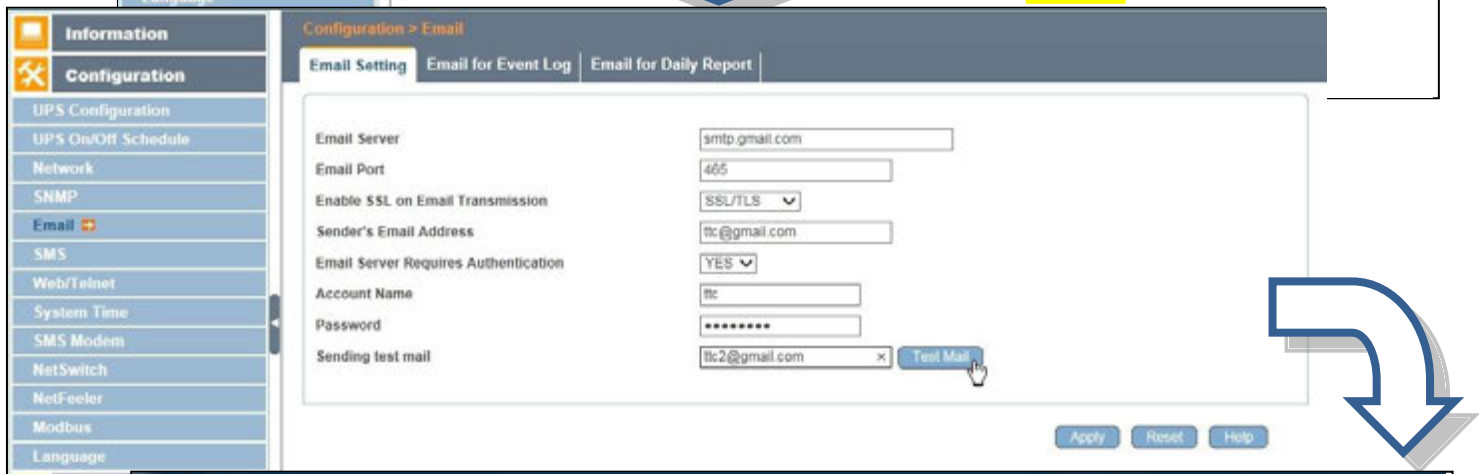 Language
Information
Configuration
UPS Configuration
UPS On/Off Schedule
Network
SNMP
Email
SMS
Web/Telnet
System Time
SMS Modem
NetSwitch
NetFeeler
Modbus
Language
Configuration > Email
Email Setting Email for Event Log Email for Daily Report
Email Server smtp.gmail.com
Email Port 465
Enable SSL on Email Transmission SSL/TLS
Sender's Email Address ttc@gmail.com
Email Server Requires Authentication YES
Account Name ttc
Password ••••••••
Sending test mail ttc2@gmail.com × Test Mail
Apply Reset Help